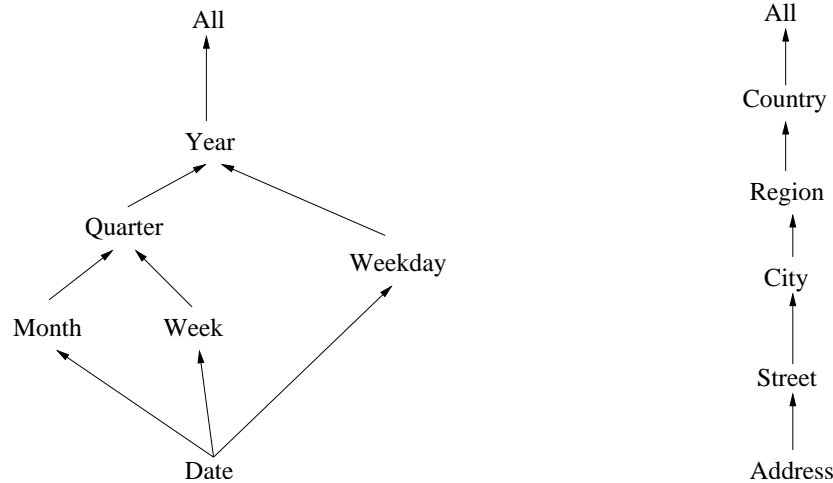 All
Year
Quarter
Weekday
Month
Week
Date
All
Country
Region
City
Street
Address